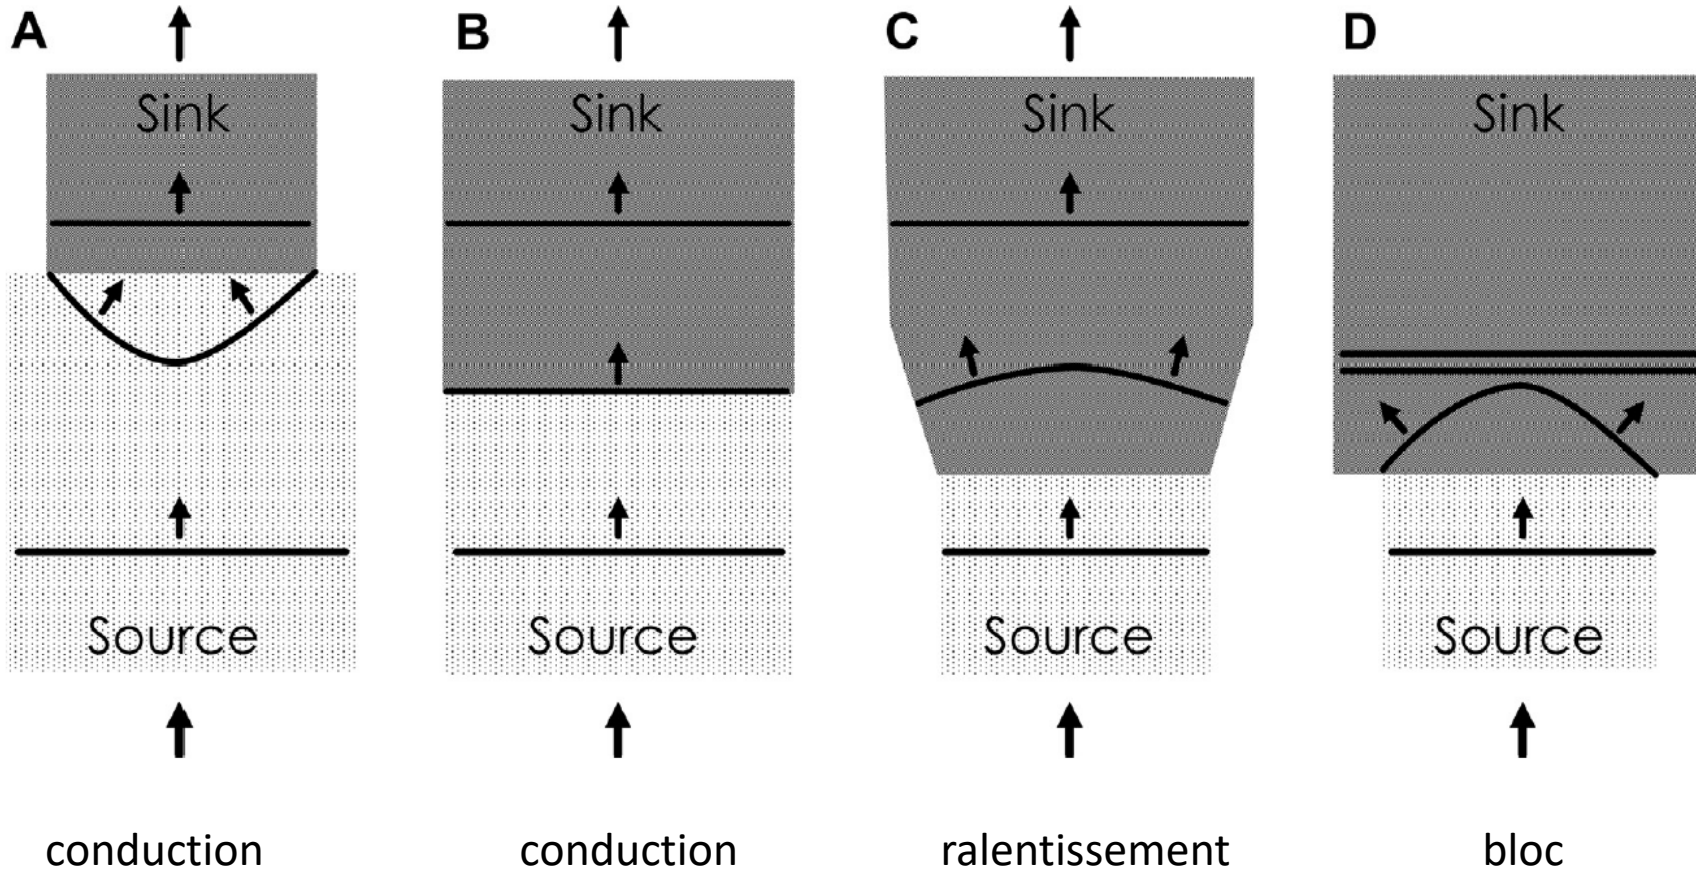 A B C D
Sink Sink Sink Sink
Source Source Source Source
conduction conduction ralentissement bloc